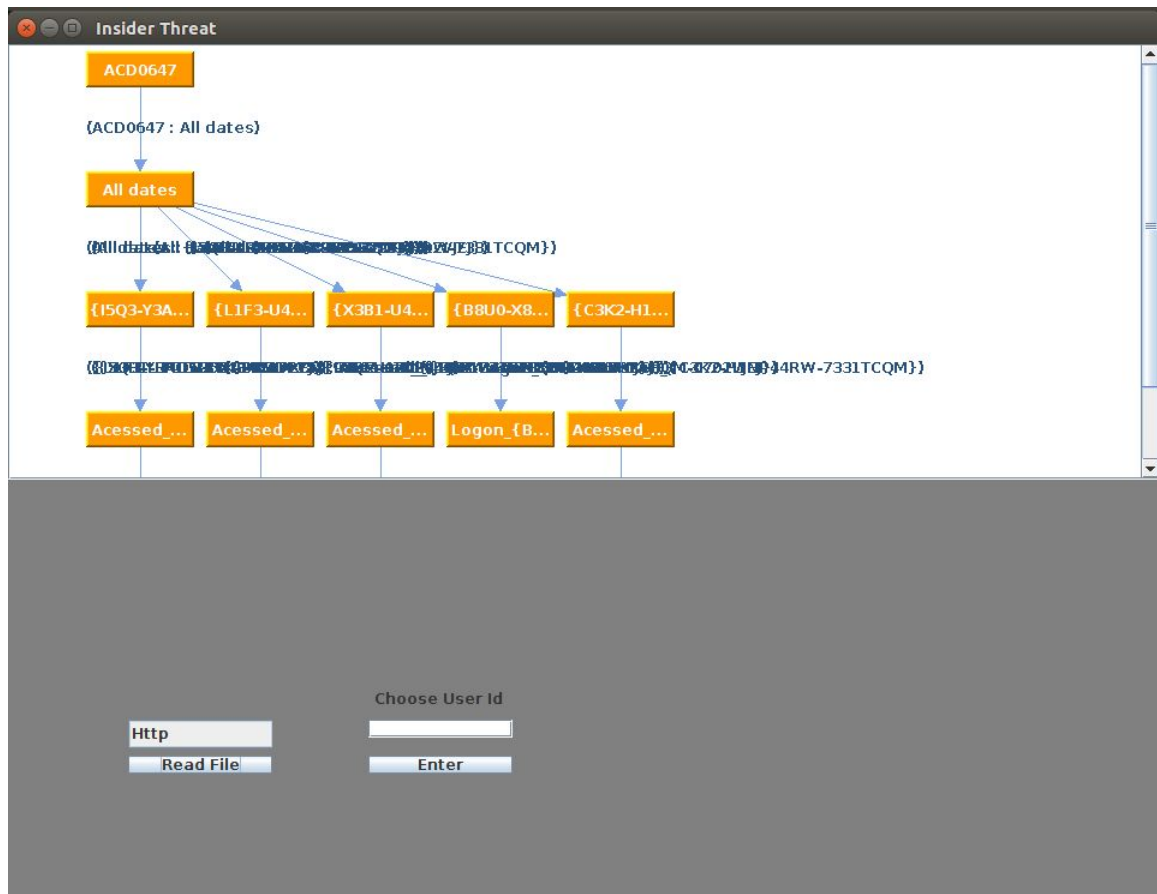 Insider Threat
ACD0647
(ACD0647 : All dates)
All dates
{I5Q3-Y3A... {L1F3-U4... {X3B1-U4... {B8U0-X8... {C3K2-H1...
Acessed_... Acessed_... Acessed_... Logon_{B... Acessed_...
Choose User Id
Http
Read File Enter